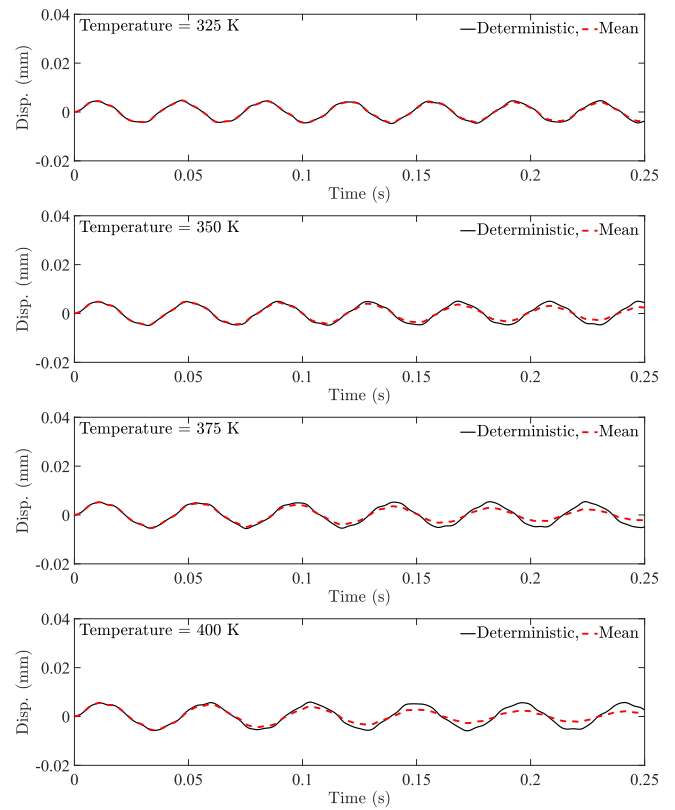 Temperature = 325 K
Deterministic, Mean
0.04
0.02
0
-0.02
Disp. (mm)
0 0.05 0.1 0.15 0.2 0.25
Time (s)
Temperature = 350 K
Deterministic, Mean
0.04
0.02
0
-0.02
Disp. (mm)
0 0.05 0.1 0.15 0.2 0.25
Time (s)
Temperature = 375 K
Deterministic, Mean
0.04
0.02
0
-0.02
Disp. (mm)
0 0.05 0.1 0.15 0.2 0.25
Time (s)
Temperature = 400 K
Deterministic, Mean
0.04
0.02
0
-0.02
Disp. (mm)
0 0.05 0.1 0.15 0.2 0.25
Time (s)